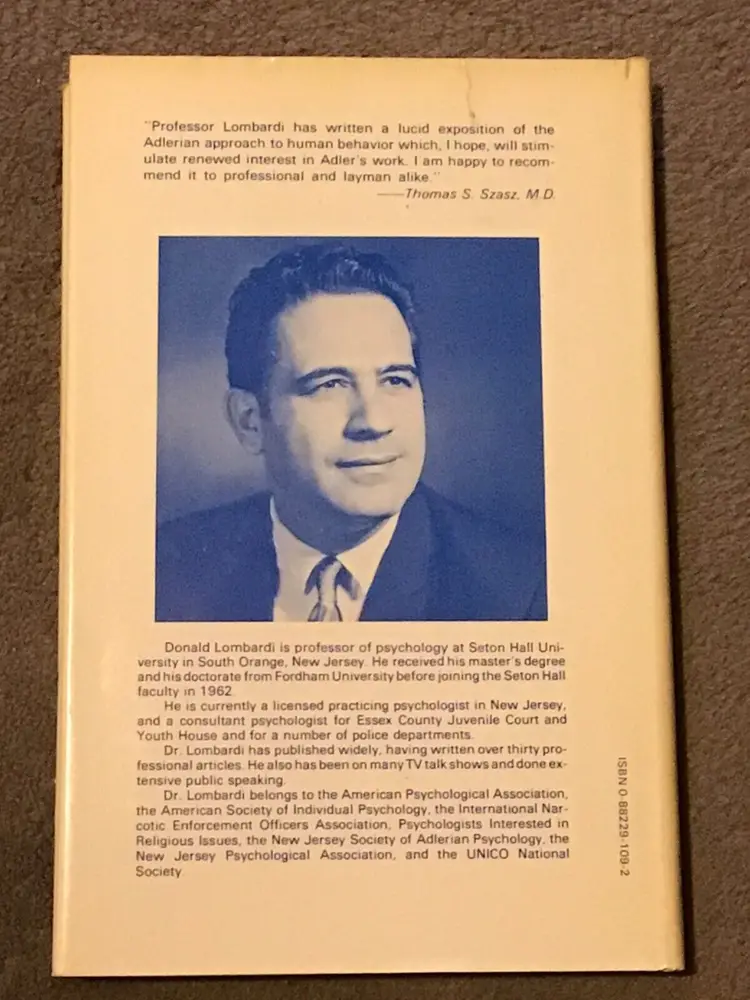 "Professor Lombardi has written a lucid exposition of the
Adlerian approach to human behavior which, I hope, will stim-
ulate renewed interest in Adler's work. I am happy to recom-
mend it to professional and layman alike."
——Thomas S. Szasz, M.D.
Donald Lombardi is professor of psychology at Seton Hall Uni-
versity in South Orange, New Jersey. He received his master's degree
and his doctorate from Fordham University before joining the Seton Hall
faculty in 1962.
He is currently a licensed practicing psychologist in New Jersey,
and a consultant psychologist for Essex County Juvenile Court and
Youth House and for a number of police departments.
Dr. Lombardi has published widely, having written over thirty pro-
fessional articles. He also has been on many TV talk shows and done ex-
tensive public speaking.
Dr. Lombardi belongs to the American Psychological Association,
the American Society of Individual Psychology, the International Nar-
cotic Enforcement Officers Association, Psychologists Interested in
Religious Issues, the New Jersey Society of Adlerian Psychology, the
New Jersey Psychological Association, and the UNICO National
Society.
ISBN 0-88229-109-2